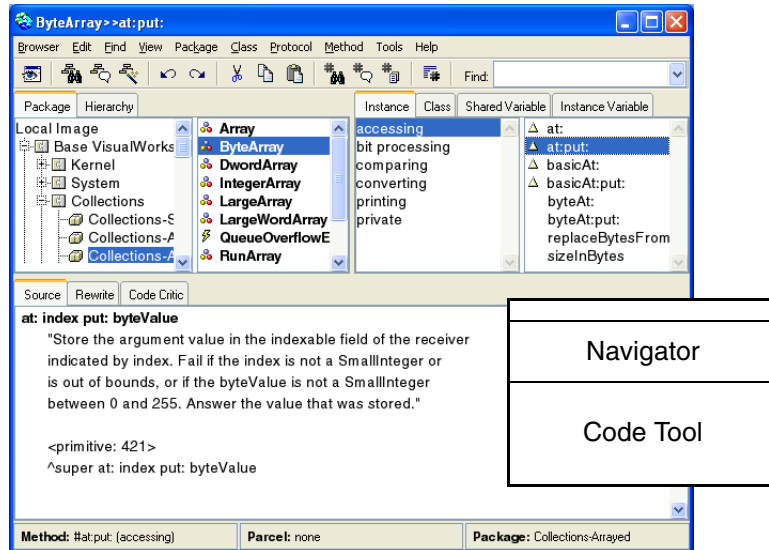 ByteArray>>at:put:
Browser Edit Find View Package Class Protocol Method Tools Help
Find:
Package Hierarchy
Instance Class Shared Variable Instance Variable
Local Image
Base VisualWorks
Kernel
System
Collections
Collections-S
Collections-A
Collections-A
Array
ByteArray
DwordArray
IntegerArray
LargeArray
LargeWordArray
QueueOverflowE
RunArray
accessing
bit processing
comparing
converting
printing
private
at:
at:put:
basicAt:
basicAt:put:
byteAt:
byteAt:put:
replaceBytesFrom
sizeInBytes
Source Rewrite Code Critic
at: index put: byteValue
"Store the argument value in the indexable field of the receiver
indicated by index. Fail if the index is not a SmallInteger or
is out of bounds, or if the byteValue is not a SmallInteger
between 0 and 255. Answer the value that was stored."
<primitive: 421>
^super at: index put: byteValue
Navigator
Code Tool
Method: #at:put: (accessing)
Parcel: none
Package: Collections-Arrayed